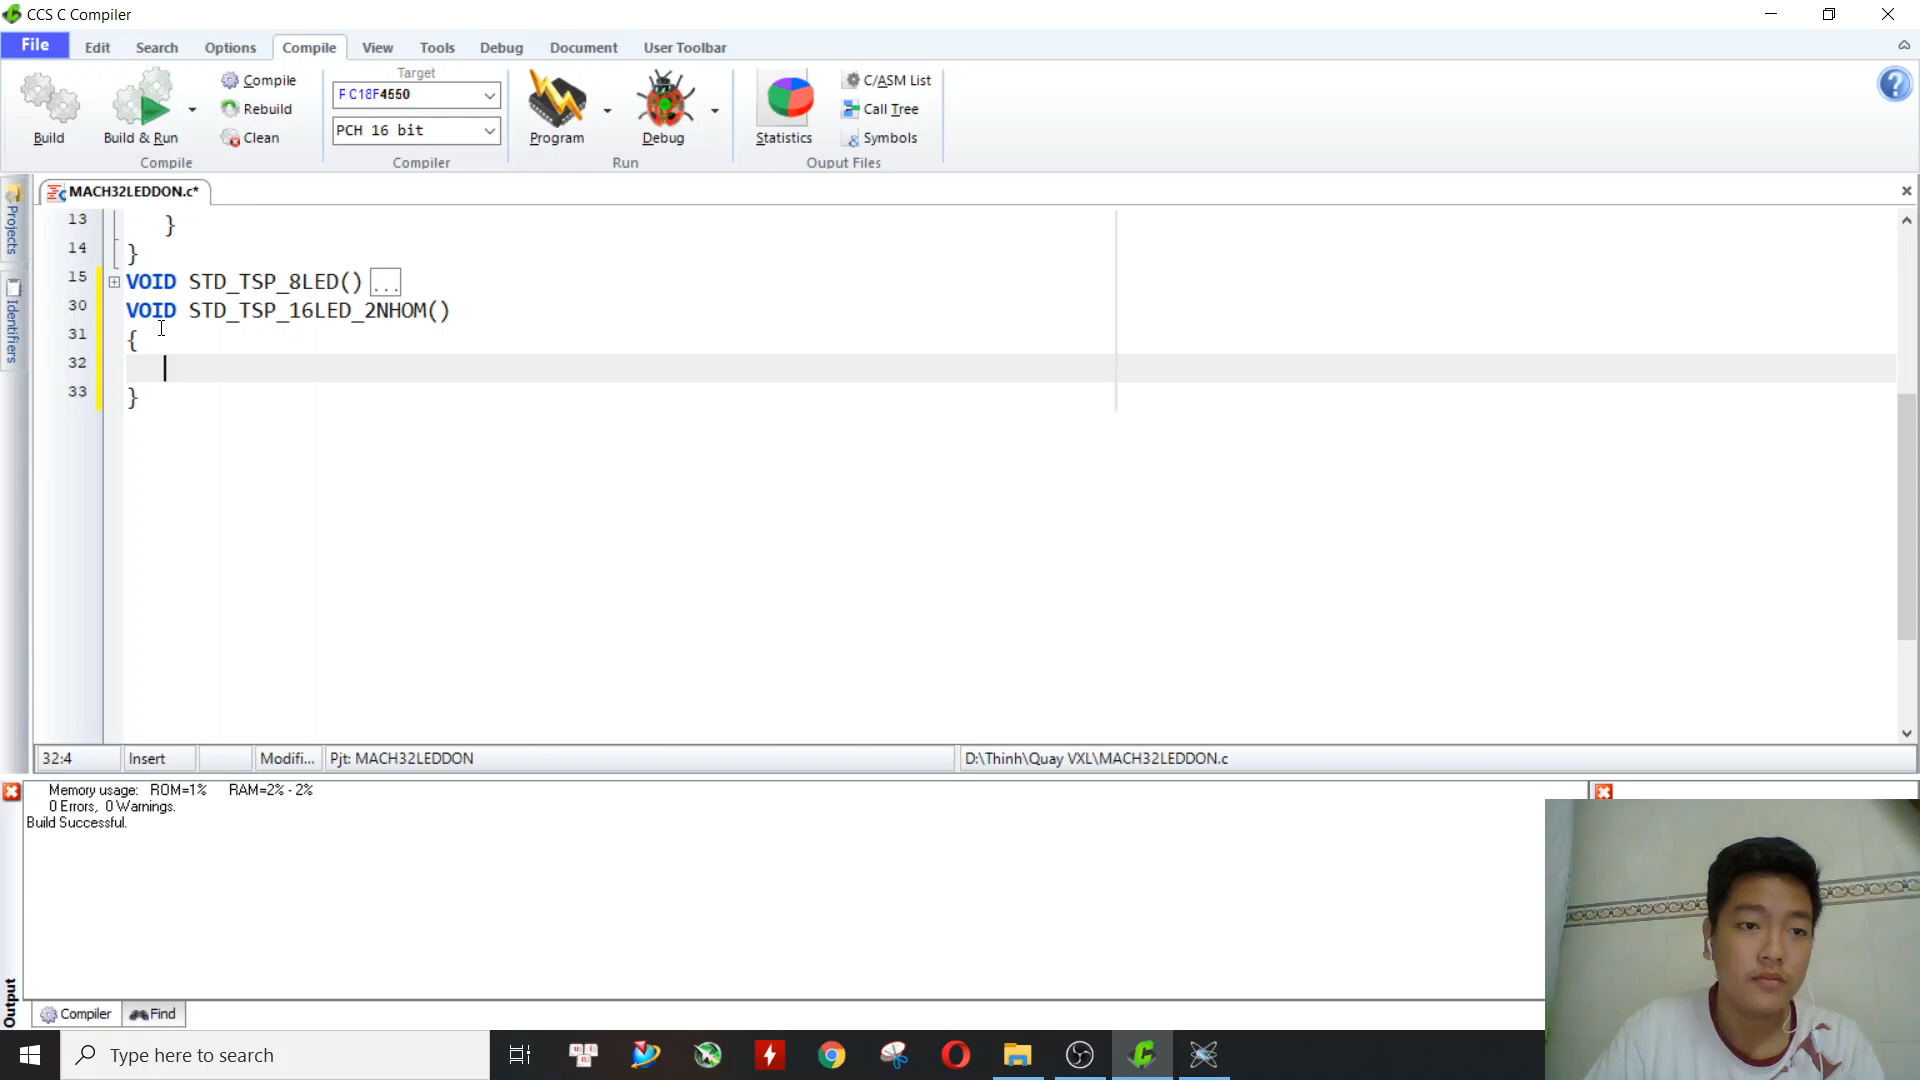 CCS C Compiler
File Edit Search Options Compile View Tools Debug Document User Toolbar
Build
Build & Run
Compile
Rebuild
Clean
Compile
Target
PCH 16 bit
Compiler
Program
Debug
Run
Statistics
C/ASM List
Call Tree
Symbols
Ouput Files
Projects
Identifiers
MACH32LEDDON.c*
13 }
14 }
15 VOID STD_TSP_8LED() ...
30 VOID STD_TSP_16LED_2NHOM()
31 {
32
33 }
32:4 Insert Modifi... Pjt: MACH32LEDDON D:\Thinh\Quay VXL\MACH32LEDDON.c
Memory usage: ROM=1% RAM=2% - 2%
0 Errors, 0 Warnings.
Build Successful.
Output
Compiler Find
Type here to search